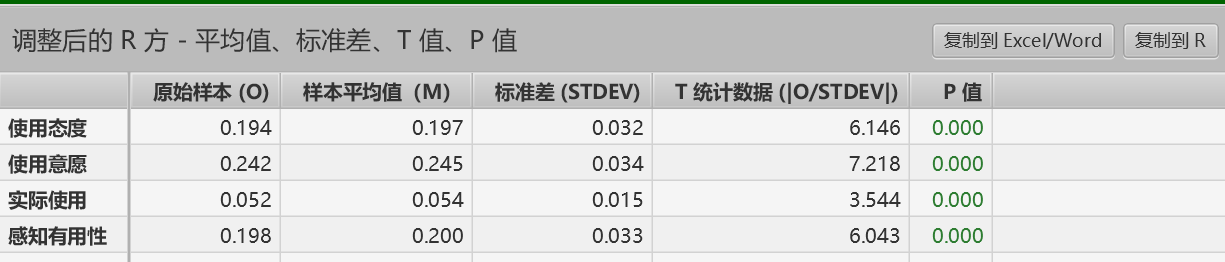 调整后的 R 方 - 平均值、标准差、T 值、P 值 复制到 Excel/Word 复制到 R
原始样本 (O) 样本平均值（M） 标准差 (STDEV) T 统计数据 (|O/STDEV|) P 值
使用态度 0.194 0.197 0.032 6.146 0.000
使用意愿 0.242 0.245 0.034 7.218 0.000
实际使用 0.052 0.054 0.015 3.544 0.000
感知有用性 0.198 0.200 0.033 6.043 0.000